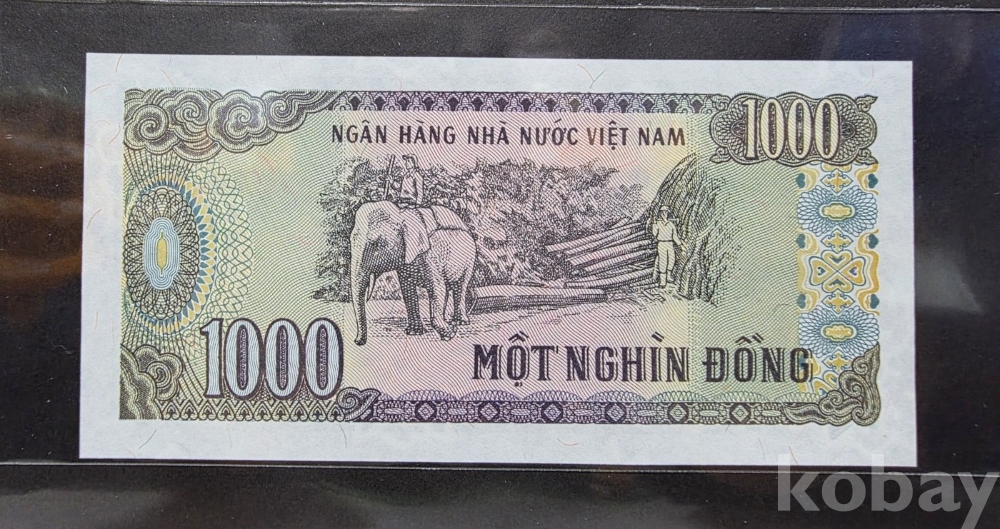 NGÂN HÀNG NHÀ NƯỚC VIỆT NAM
1000
1000
MỘT NGHÌN ĐỒNG
kobay